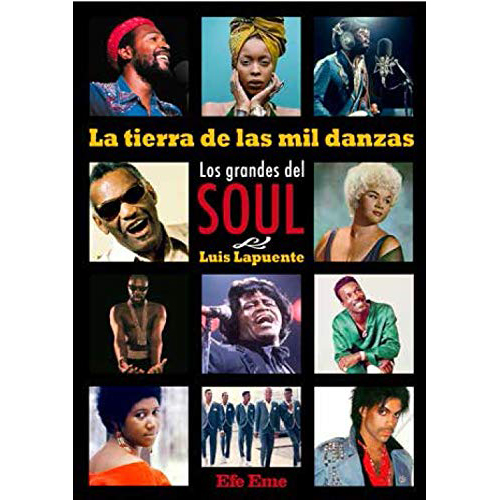 La tierra de las mil danzas
Los grandes del
SOUL
Luis Lapuente
Efe Eme